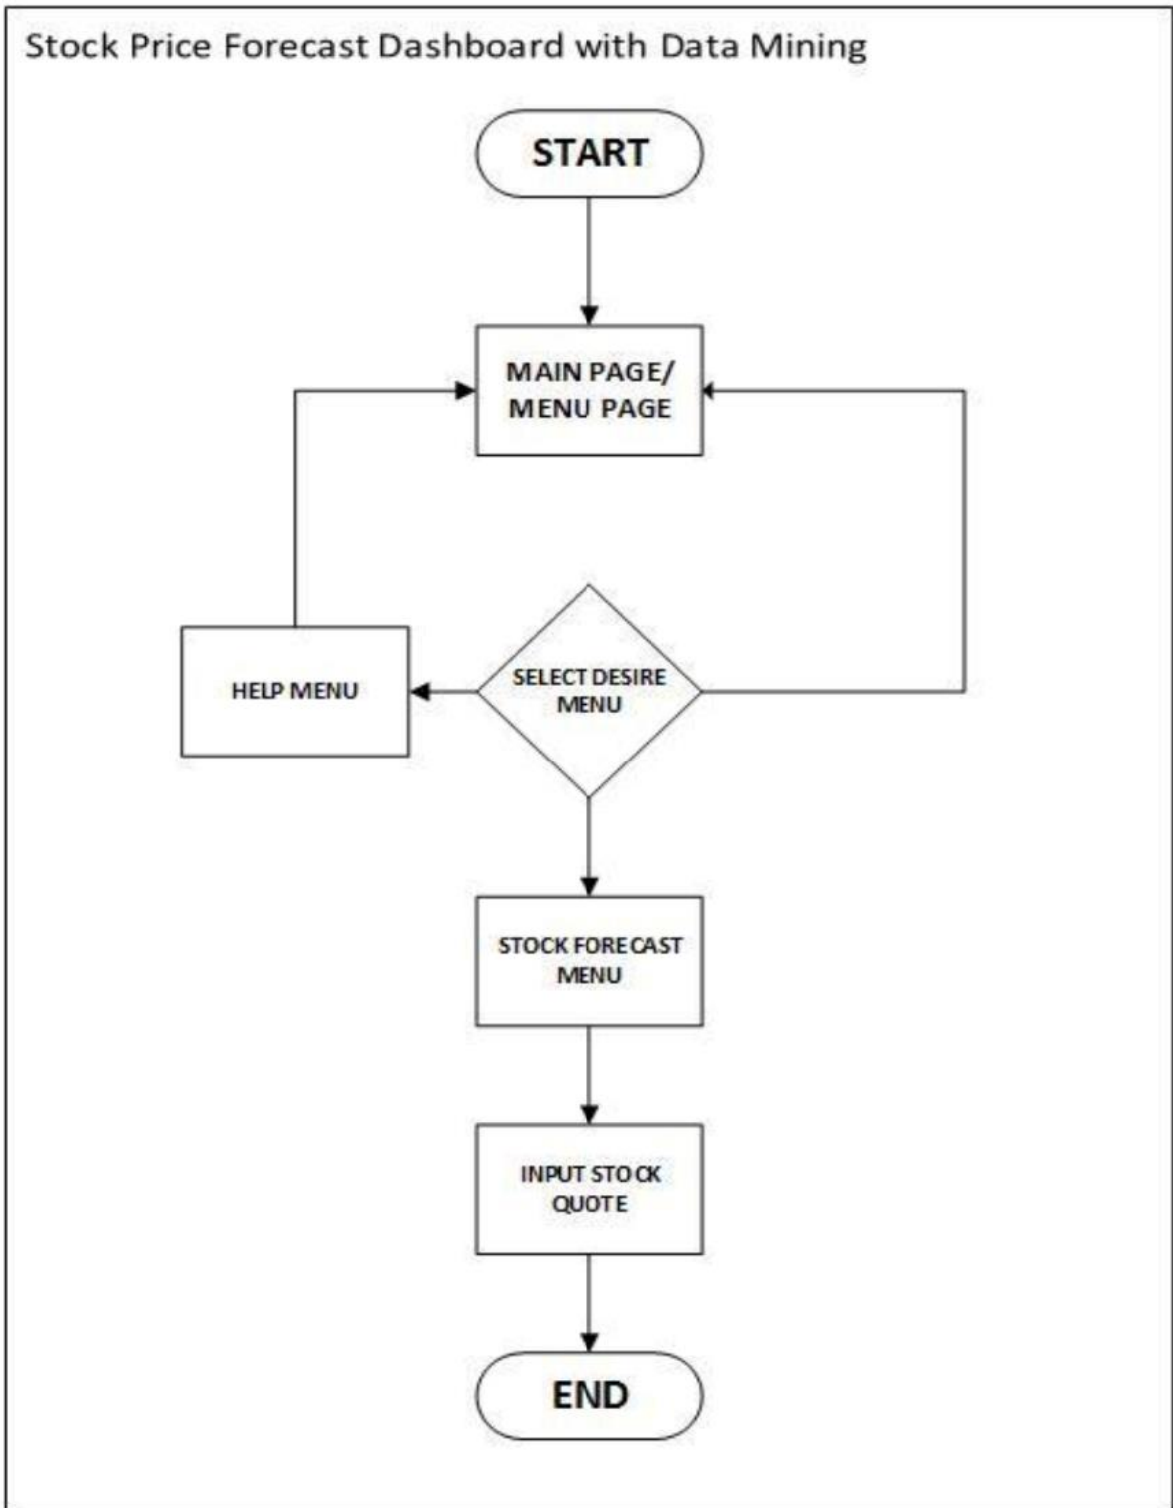 Stock Price Forecast Dashboard with Data Mining
START
MAIN PAGE/
MENU PAGE
HELP MENU
SELECT DESIRE
MENU
STOCK FORECAST
MENU
INPUT STOCK
QUOTE
END